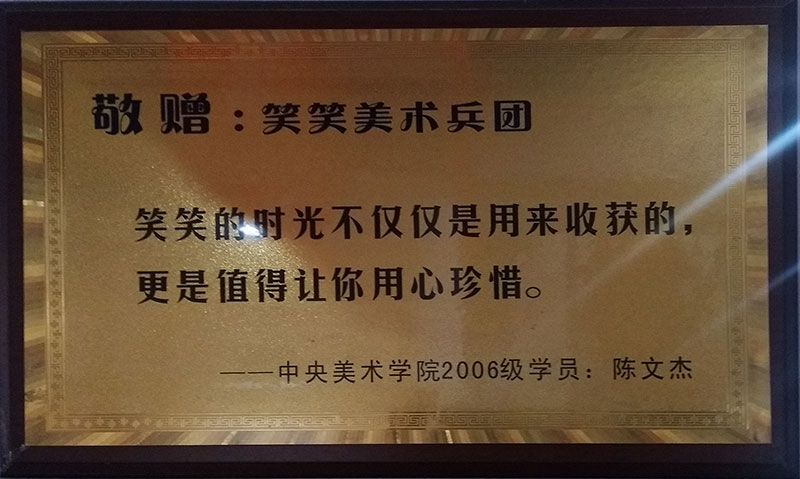 敬赠：笑笑美术兵团
笑笑的时光不仅仅是用来收获的，
更是值得让你用心珍惜。
——中央美术学院2006级学员：陈文杰